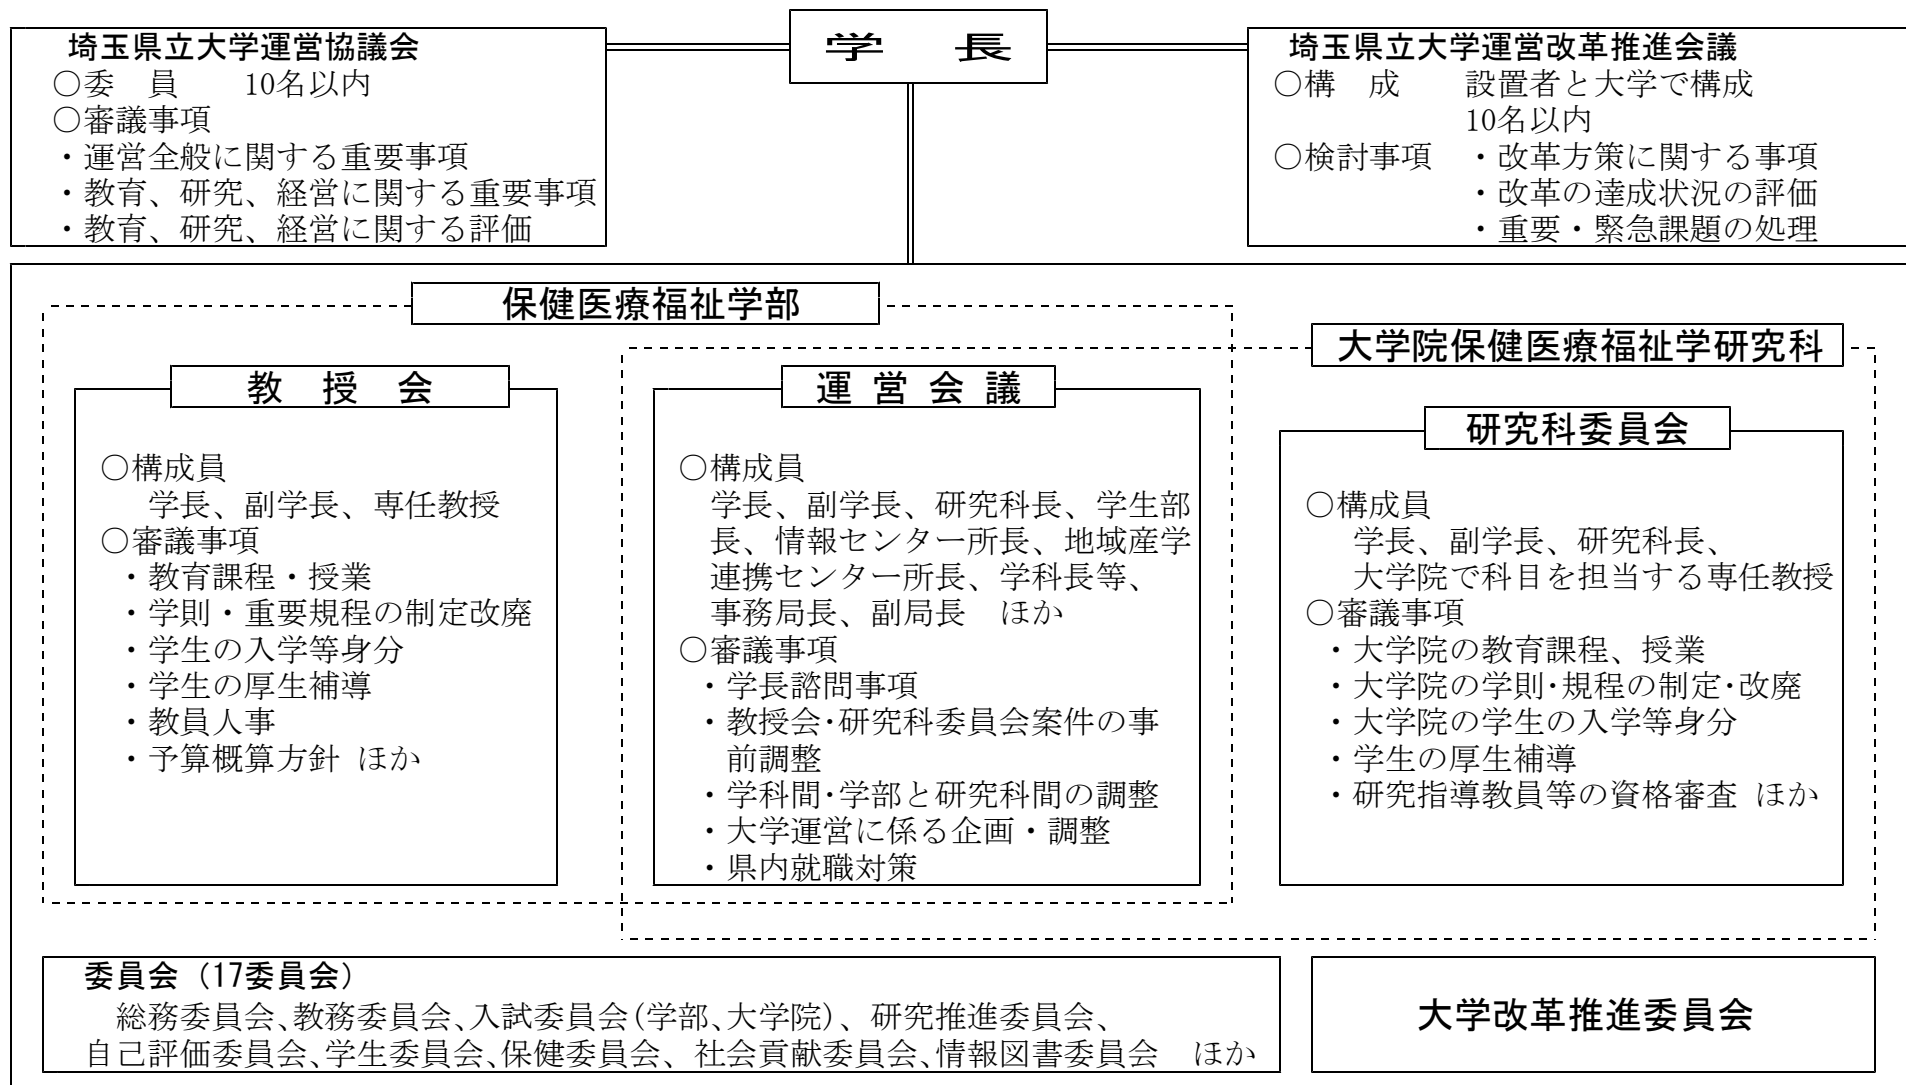 学　長
埼玉県立大学運営協議会
○委　員　　10名以内
○審議事項
・運営全般に関する重要事項
・教育、研究、経営に関する重要事項
・教育、研究、経営に関する評価
埼玉県立大学運営改革推進会議
○構　成　　設置者と大学で構成
10名以内
○検討事項　・改革方策に関する事項
・改革の達成状況の評価
・重要・緊急課題の処理
保健医療福祉学部
大学院保健医療福祉学研究科
教　授　会
○構成員
学長、副学長、専任教授
○審議事項
・教育課程・授業
・学則・重要規程の制定改廃
・学生の入学等身分
・学生の厚生補導
・教員人事
・予算概算方針 ほか
運 営 会 議
○構成員
学長、副学長、研究科長、学生部
長、情報センター所長、地域産学
連携センター所長、学科長等、
事務局長、副局長　ほか
○審議事項
・学長諮問事項
・教授会･研究科委員会案件の事
前調整
・学科間･学部と研究科間の調整
・大学運営に係る企画・調整
・県内就職対策
研究科委員会
○構成員
学長、副学長、研究科長、
大学院で科目を担当する専任教授
○審議事項
・大学院の教育課程、授業
・大学院の学則･規程の制定･改廃
・大学院の学生の入学等身分
・学生の厚生補導
・研究指導教員等の資格審査 ほか
委員会（17委員会）
総務委員会､教務委員会､入試委員会(学部､大学院)、研究推進委員会、
自己評価委員会､学生委員会､保健委員会、社会貢献委員会､情報図書委員会　ほか
大学改革推進委員会